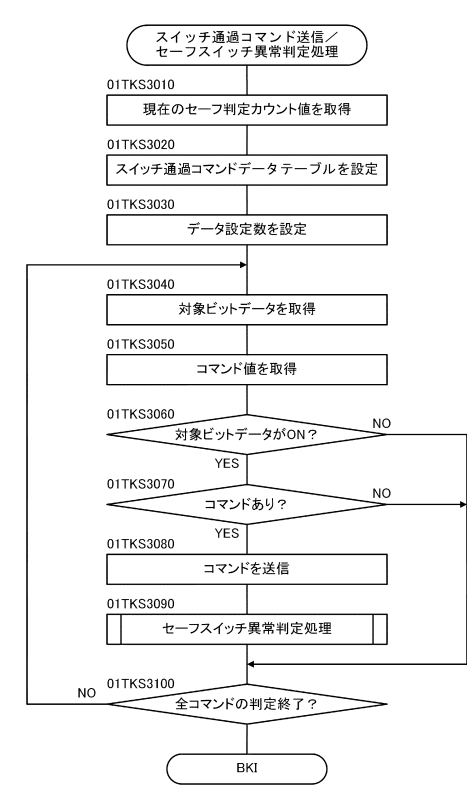 スイッチ通過コマンド送信／
セーフスイッチ異常判定処理
01TKS3010
現在のセーフ判定カウント値を取得
01TKS3020
スイッチ通過コマンドデータテーブルを設定
01TKS3030
データ設定数を設定
01TKS3040
対象ビットデータを取得
01TKS3050
コマンド値を取得
01TKS3060
対象ビットデータがON？
NO
YES
01TKS3070
コマンドあり？
NO
YES
01TKS3080
コマンドを送信
01TKS3090
セーフスイッチ異常判定処理
01TKS3100
NO
全コマンドの判定終了？
BKI